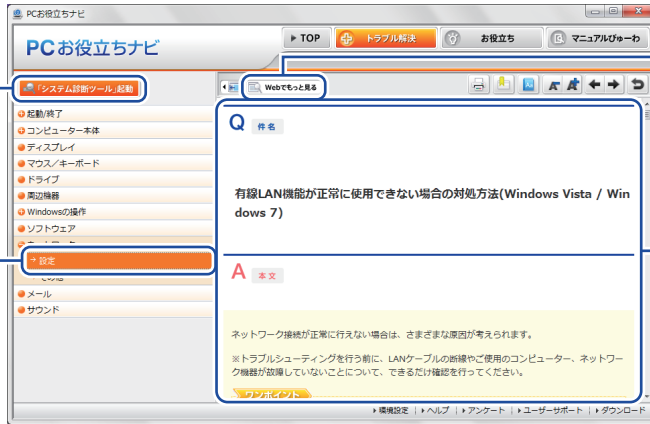 PCお役立ちナビ
PCお役立ちナビ
TOP
トラブル解決
お役立ち
マニュアルびゅーわ
「システム診断ツール」起動
Webでもっと見る
起動/終了
コンピューター本体
ディスプレイ
マウス/キーボード
ドライブ
周辺機器
Windowsの操作
ソフトウェア
→ 設定
メール
サウンド
Q 件名
有線LAN機能が正常に使用できない場合の対処方法(Windows Vista / Win
dows 7)
A 本文
ネットワーク接続が正常に行えない場合は、さまざまな原因が考えられます。
※トラブルシューティングを行う前に、LANケーブルの断線やご使用のコンピューター、ネットワー
ク機器が故障していないことについて、できるだけ確認を行ってください。
ワンポイント
環境設定 | ヘルプ | アンケート | ユーザーサポート | ダウンロード